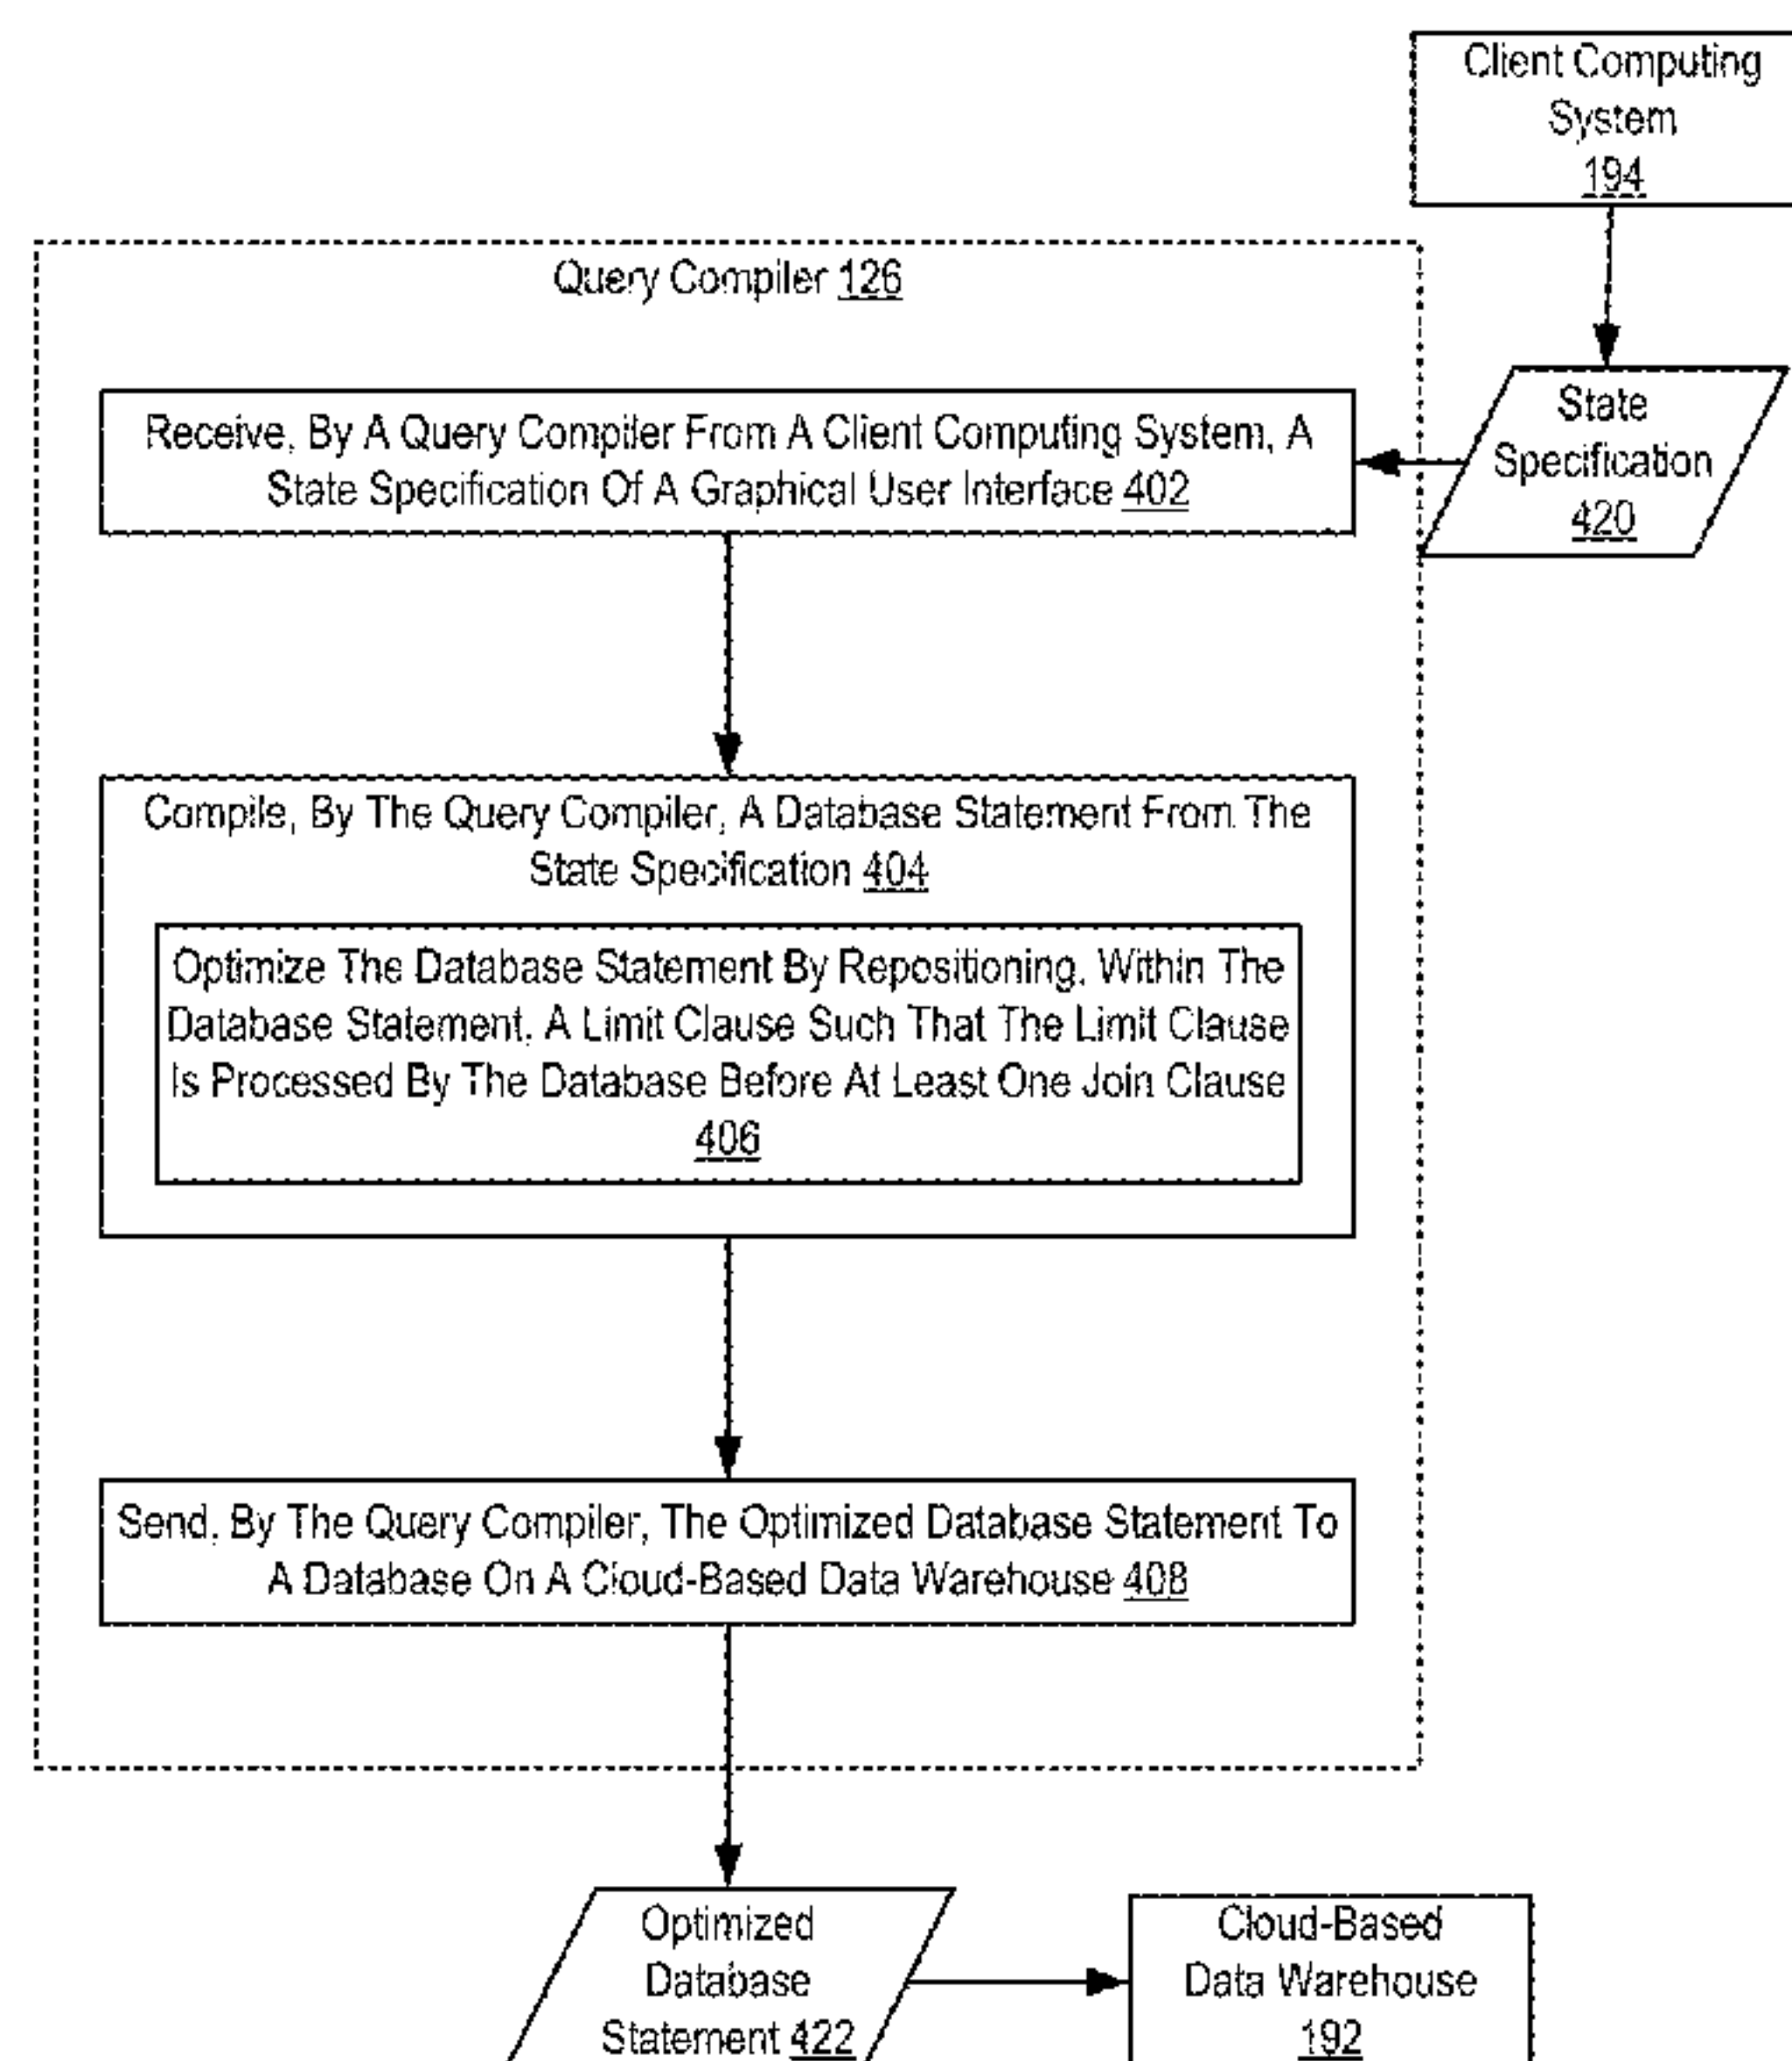 Client Computing
System
194
Query Compiler 126
Receive, By A Query Compiler From A Client Computing System, A
State Specification Of A Graphical User Interface 402
State
Specification
420
Compile, By The Query Compiler, A Database Statement From The
State Specification 404
Optimize The Database Statement By Repositioning, Within The
Database Statement, A Limit Clause Such That The Limit Clause
Is Processed By The Database Before At Least One Join Clause
406
Send, By The Query Compiler, The Optimized Database Statement To
A Database On A Cloud-Based Data Warehouse 408
Optimized
Database
Statement 422
Cloud-Based
Data Warehouse
192